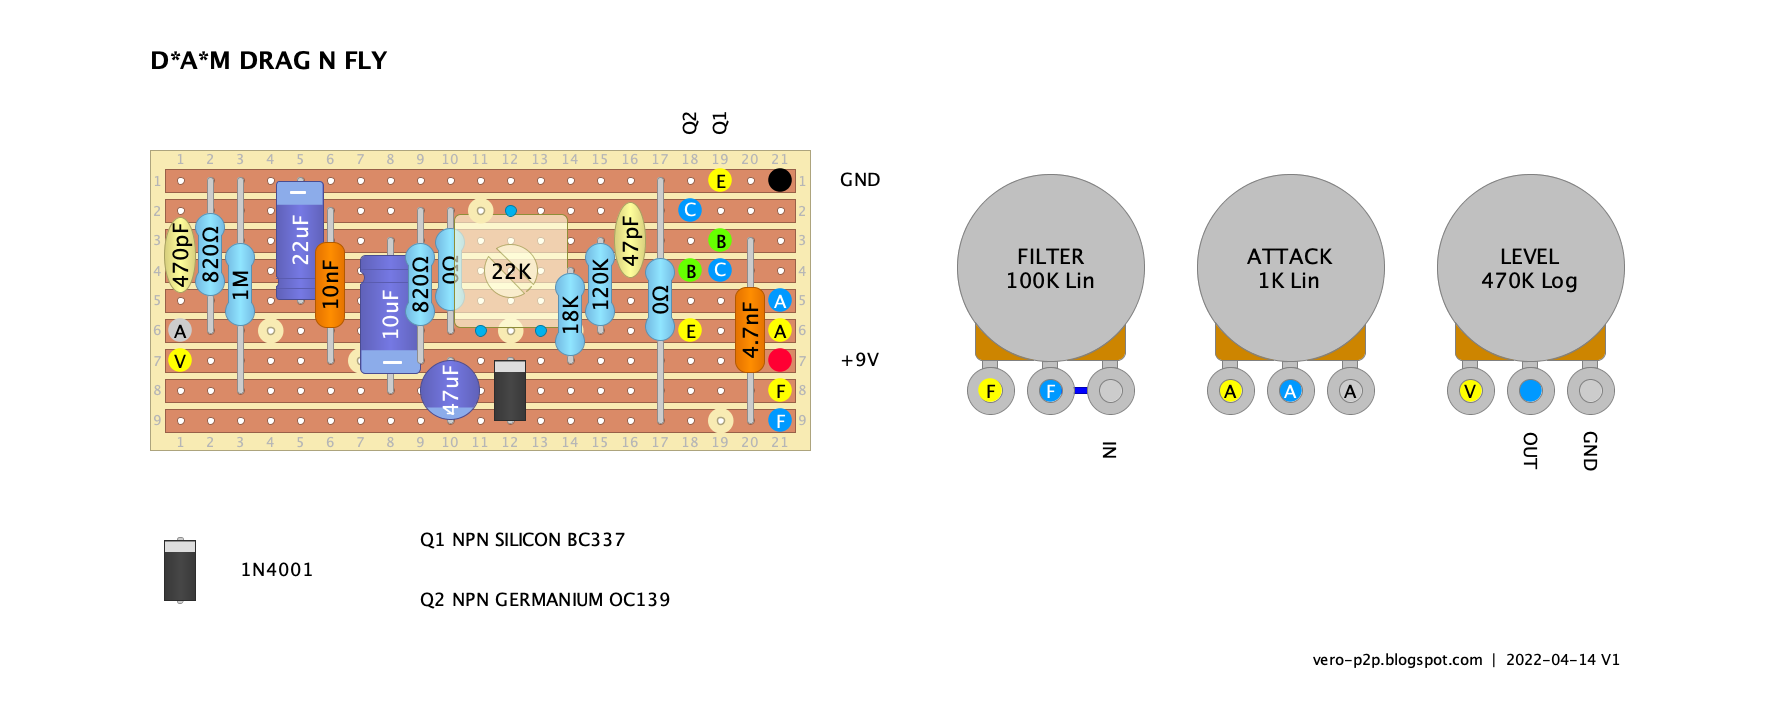 D*A*M DRAG N FLY
Q2 Q1
1 2 3 4 5 6 7 8 9 10 11 12 13 14 15 16 17 18 19 20 21
1 E 1 GND
2 C
3 B
4 B C
5 A
6 A E A
7 V 7 +9V
8 F 8
9 F 9
1 2 3 4 5 6 7 8 9 10 11 12 13 14 15 16 17 18 19 20 21
470pF
820Ω
1M
22uF
10nF
10uF
820Ω
0Ω
47uF
22K
18K
120K
47pF
0Ω
4.7nF
FILTER
100K Lin
F F
IN
ATTACK
1K Lin
A A A
LEVEL
470K Log
V
OUT
GND
1N4001
Q1 NPN SILICON BC337
Q2 NPN GERMANIUM OC139
vero-p2p.blogspot.com | 2022-04-14 V1